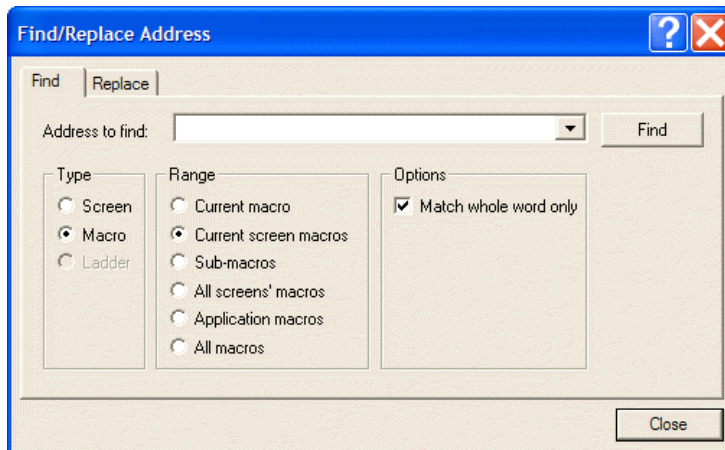 Find/Replace Address
Find Replace
Address to find: Find
Type
Screen
Macro
Ladder
Range
Current macro
Current screen macros
Sub-macros
All screens' macros
Application macros
All macros
Options
Match whole word only
Close